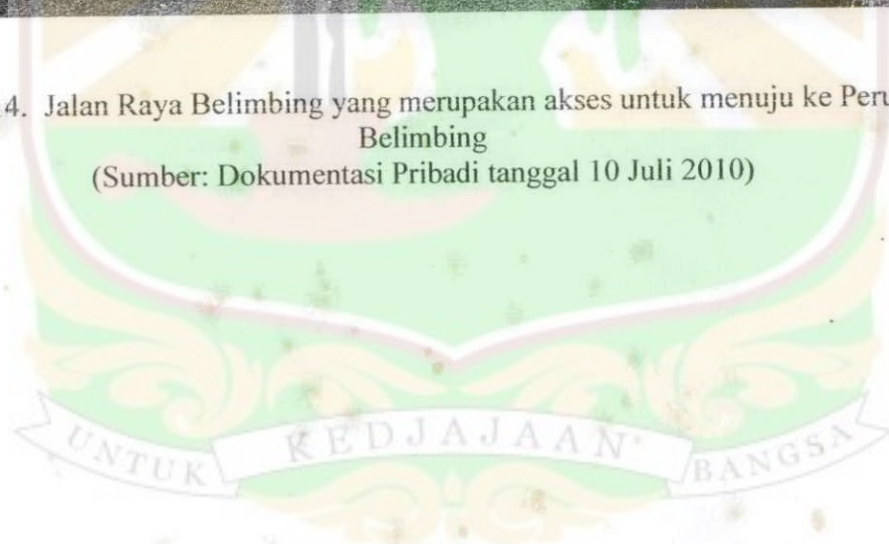 4. Jalan Raya Belimbing yang merupakan akses untuk menuju ke Peru
Belimbing
(Sumber: Dokumentasi Pribadi tanggal 10 Juli 2010)
UNTUK KEDJAJAAN BANGSA